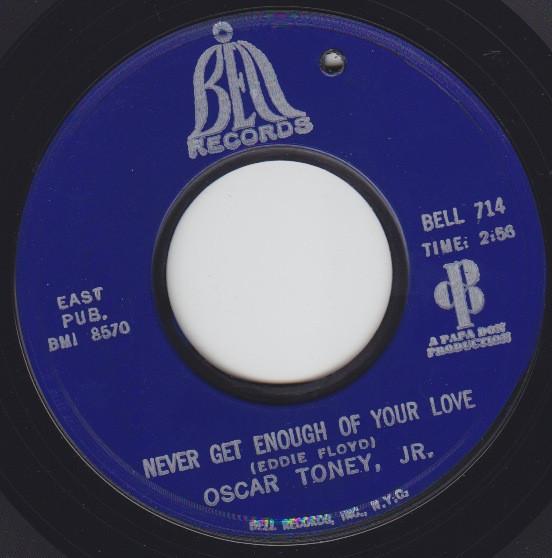 BELL
RECORDS
BELL 714
TIME: 2:56
EAST
PUB.
BMI 8570
A PAPA DON
PRODUCTION
NEVER GET ENOUGH OF YOUR LOVE
(EDDIE FLOYD)
OSCAR TONEY, JR.
BELL RECORDS, INC., N.Y.C.